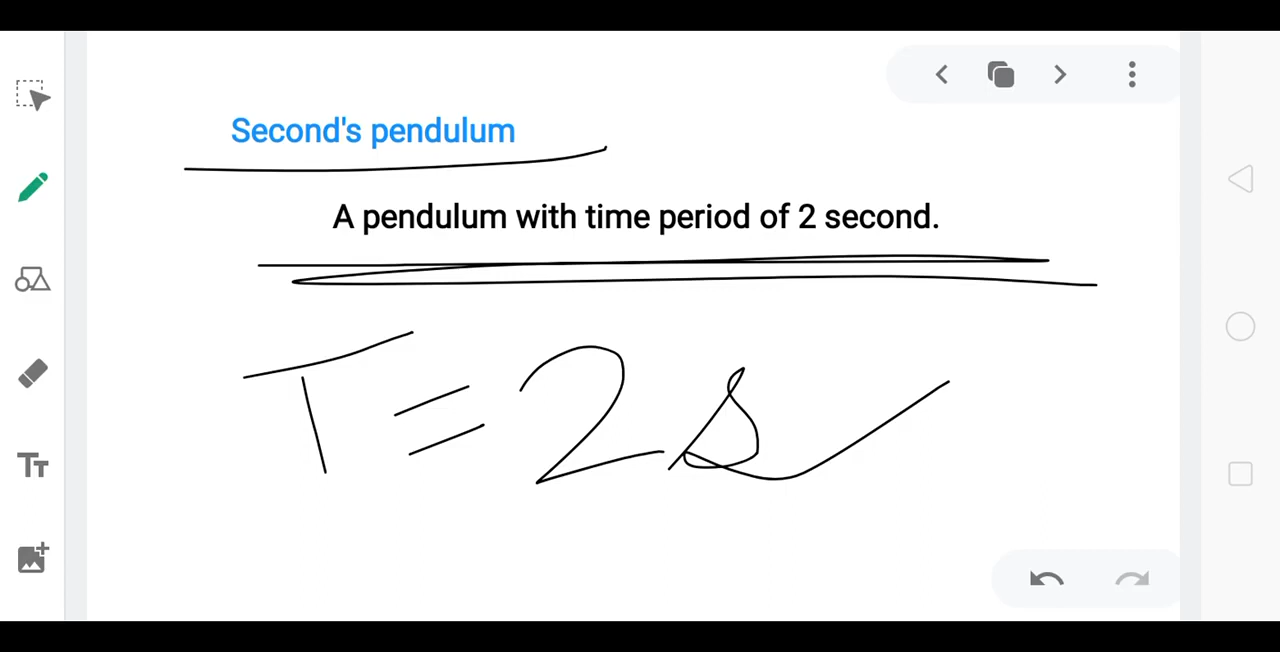 Second's pendulum
A pendulum with time period of 2 second.
T = 2s